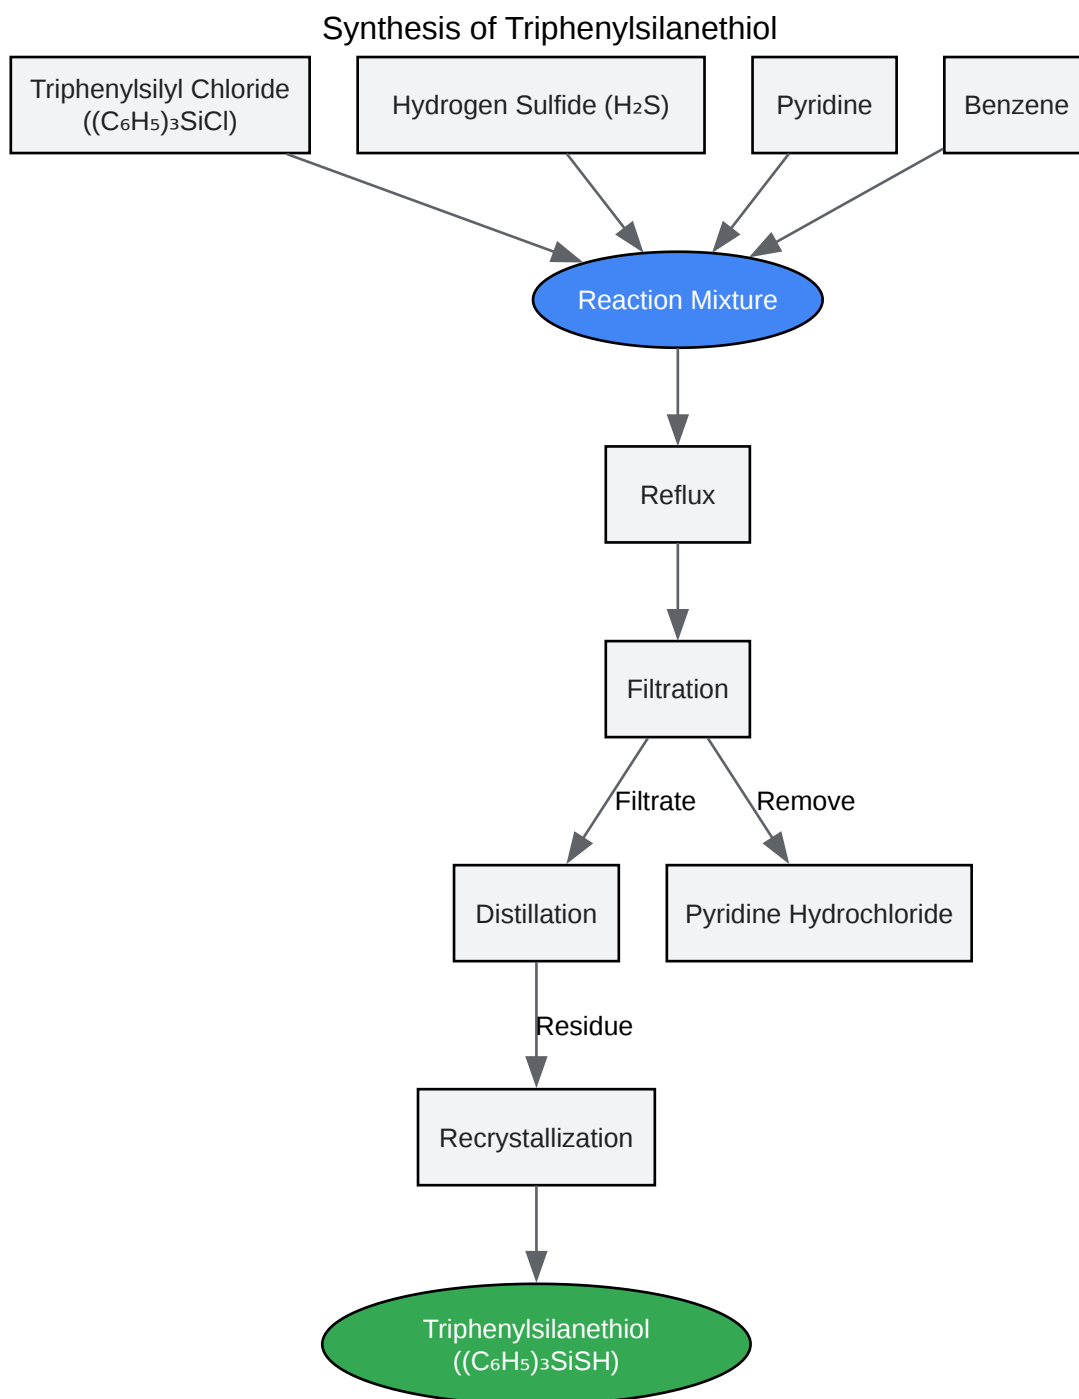 Synthesis of Triphenylsilanethiol
Triphenylsilyl Chloride
((C₆H₅)₃SiCl)
Hydrogen Sulfide (H₂S)
Pyridine
Benzene
Reaction Mixture
Reflux
Filtration
Filtrate
Remove
Distillation
Pyridine Hydrochloride
Residue
Recrystallization
Triphenylsilanethiol
((C₆H₅)₃SiSH)